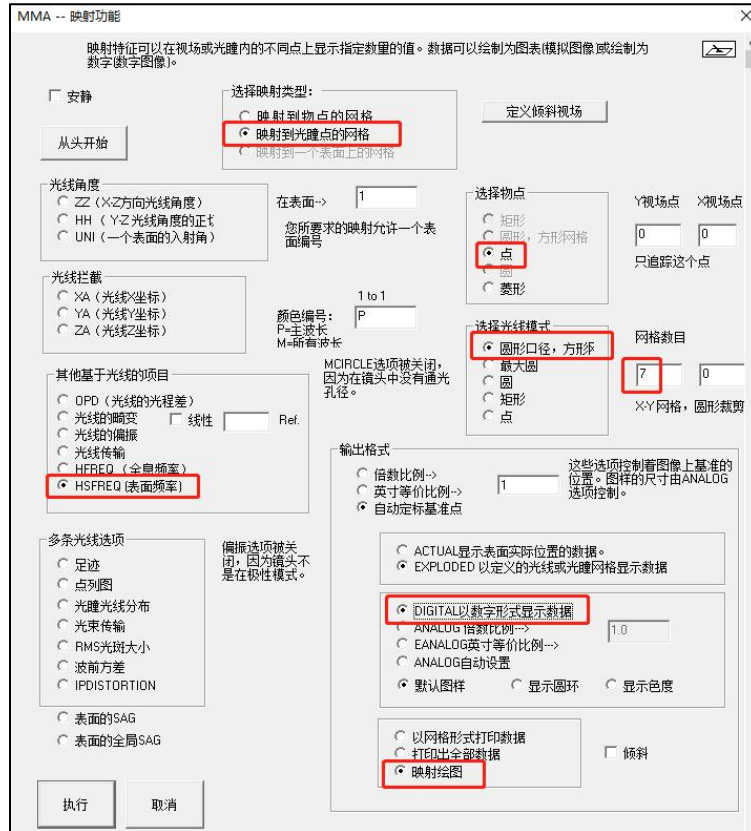 MMA -- 映射功能
映射特征可以在视场或光瞳内的不同点上显示指定数量的值。数据可以绘制为图表(模拟图像)或绘制为
数字(数字图像)。
安静
从头开始
选择映射类型:
映射到物点的网格
映射到光瞳点的网格
映射到一个表面上的网格
定义倾斜视场
光线角度
ZZ (X-Z方向光线角度)
HH ( Y-Z 光线角度的正切
UNI (一个表面的入射角)
在表面-->
1
您所要求的映射允许一个表
面编号
选择物点
矩形
圆形，方形网格
点
圆
菱形
Y视场点 X视场点
0 0
只追踪这个点
光线拦截
XA (光线X坐标)
YA (光线Y坐标)
ZA (光线Z坐标)
1 to 1
颜色编号:
P
P=主波长
M=所有波长
选择光线模式
圆形口径，方形
最大圆
圆
矩形
点
网格数目
7 0
X-Y 网格，圆形裁剪
MCIRCLE选项被关闭，
因为在镜头中没有通光
孔径。
其他基于光线的项目
OPD (光线的光程差)
光线的畸变 线性 Ref.
光线的偏振
光线传输
HFREQ (全息频率)
HSFREQ (表面频率)
输出格式
倍数比例-->
英寸等价比例-->
自动定标基准点
1
这些选项控制着图像上基准的
位置。图样的尺寸由ANALOG
选项控制。
多条光线选项
足迹
点列图
光瞳光线分布
光束传输
RMS光斑大小
波前方差
IPDISTORTION
偏振选项被关
闭，因为镜头不
是在极性模式。
ACTUAL显示表面实际位置的数据。
EXPLODED 以定义的光线或光瞳网格显示数据
DIGITAL以数字形式显示数据
ANALOG 倍数比例-->
1.0
EANALOG英寸等价比例-->
ANALOG自动设置
默认图样 显示圆环 显示色度
表面的SAG
表面的全局SAG
以网格形式打印数据
打印出全部数据
映射绘图
倾斜
执行 取消